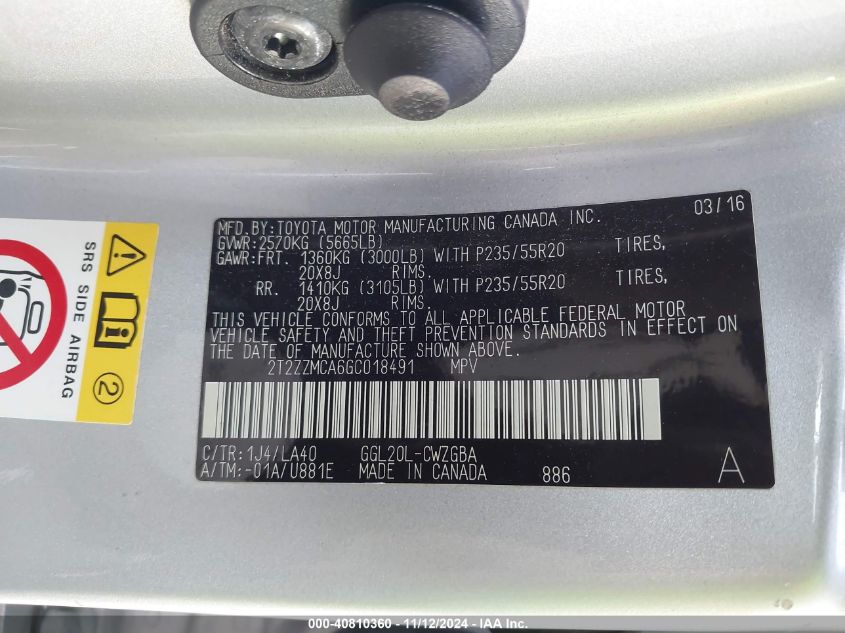 MFD. BY: TOYOTA MOTOR MANUFACTURING CANADA INC. 03/16
GVWR: 2570KG (5665LB)
GAWR: FRT. 1360KG (3000LB) WITH P235/55R20 TIRES,
20X8J RIMS.
RR. 1410KG (3105LB) WITH P235/55R20 TIRES,
20X8J RIMS.
THIS VEHICLE CONFORMS TO ALL APPLICABLE FEDERAL MOTOR
VEHICLE SAFETY AND THEFT PREVENTION STANDARDS IN EFFECT ON
THE DATE OF MANUFACTURE SHOWN ABOVE.
2T2ZZMCA6GC018491 MPV
C/TR: 1J4/LA40 GGL20L-CWZGBA
A/TM: -01A/U881E MADE IN CANADA 886 A
SRS SIDE AIRBAG
2
000-40810360 - 11/12/2024 - IAA Inc.